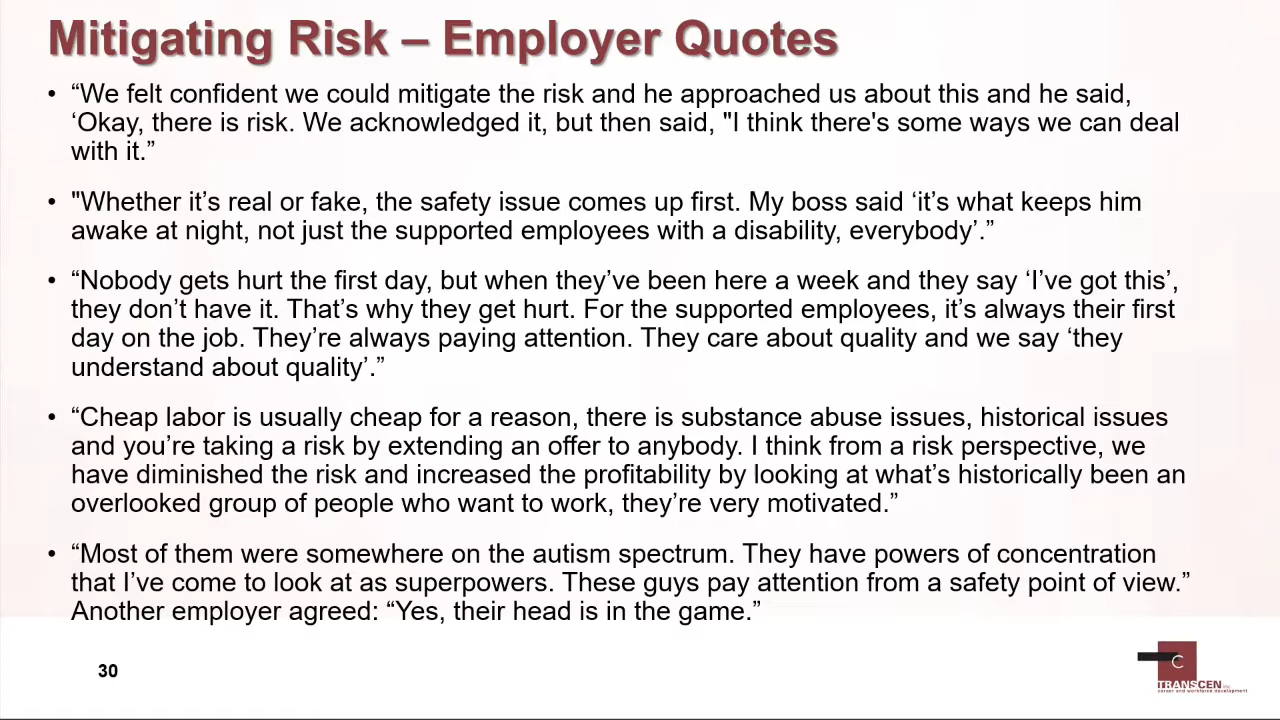 Mitigating Risk – Employer Quotes
• “We felt confident we could mitigate the risk and he approached us about this and he said,
‘Okay, there is risk. We acknowledged it, but then said, "I think there's some ways we can deal
with it.”
• "Whether it’s real or fake, the safety issue comes up first. My boss said ‘it’s what keeps him
awake at night, not just the supported employees with a disability, everybody’.”
• “Nobody gets hurt the first day, but when they’ve been here a week and they say ‘I’ve got this’,
they don’t have it. That’s why they get hurt. For the supported employees, it’s always their first
day on the job. They’re always paying attention. They care about quality and we say ‘they
understand about quality’.”
• “Cheap labor is usually cheap for a reason, there is substance abuse issues, historical issues
and you’re taking a risk by extending an offer to anybody. I think from a risk perspective, we
have diminished the risk and increased the profitability by looking at what’s historically been an
overlooked group of people who want to work, they’re very motivated.”
• “Most of them were somewhere on the autism spectrum. They have powers of concentration
that I’ve come to look at as superpowers. These guys pay attention from a safety point of view.”
Another employer agreed: “Yes, their head is in the game.”
30
C
TRANSCEN
career and workforce development